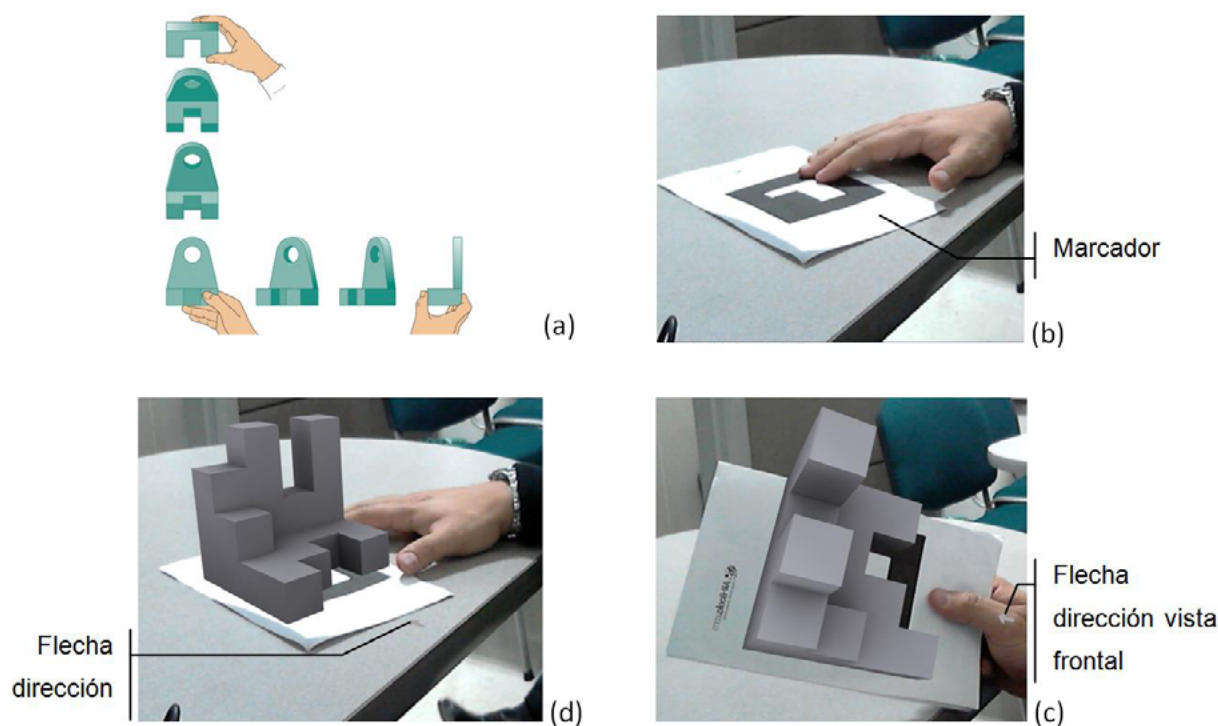 (a)
Marcador
(b)
Flecha
dirección
(d)
Flecha
dirección vista
frontal
(c)